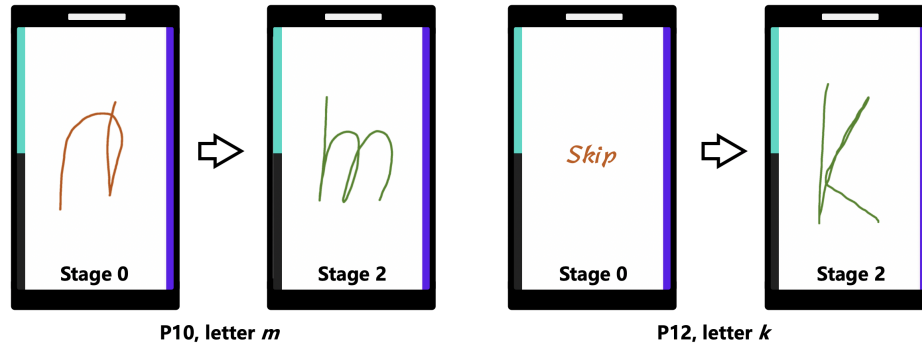 m
Skip
k
Stage 0
Stage 2
Stage 0
Stage 2
P10, letter m
P12, letter k